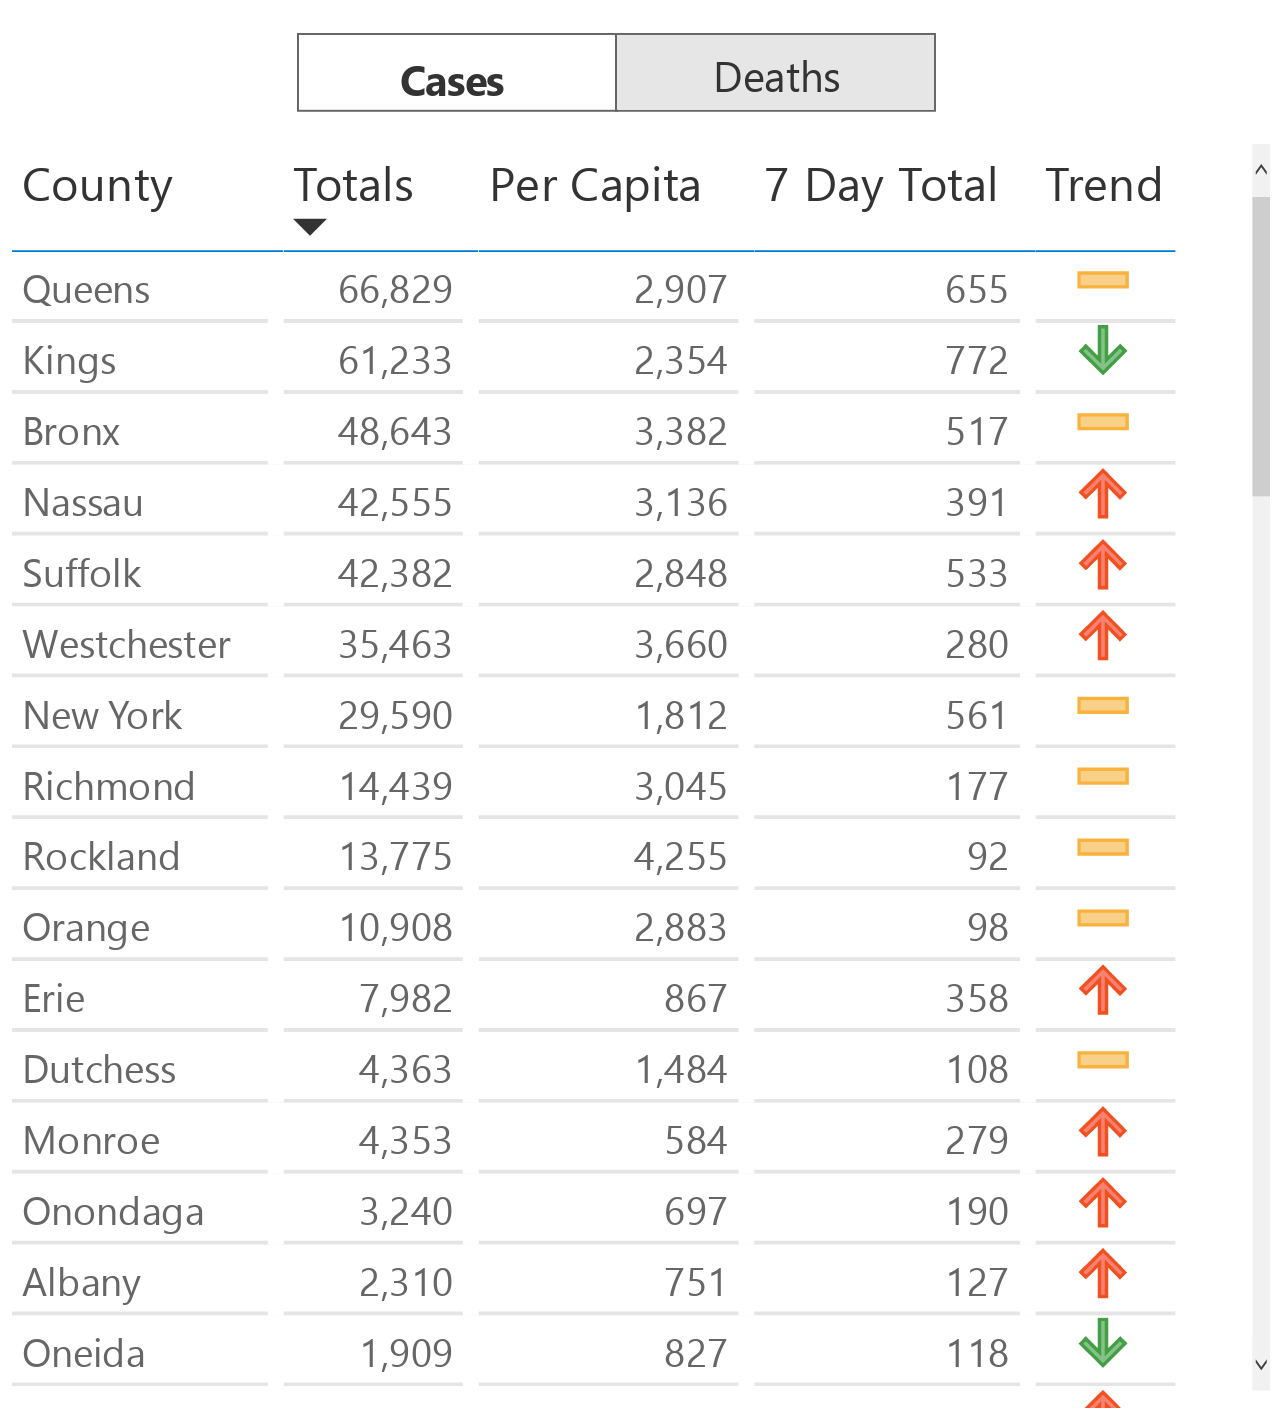 Cases Deaths
County Totals Per Capita 7 Day Total Trend
Queens 66,829 2,907 655
Kings 61,233 2,354 772
Bronx 48,643 3,382 517
Nassau 42,555 3,136 391
Suffolk 42,382 2,848 533
Westchester 35,463 3,660 280
New York 29,590 1,812 561
Richmond 14,439 3,045 177
Rockland 13,775 4,255 92
Orange 10,908 2,883 98
Erie 7,982 867 358
Dutchess 4,363 1,484 108
Monroe 4,353 584 279
Onondaga 3,240 697 190
Albany 2,310 751 127
Oneida 1,909 827 118